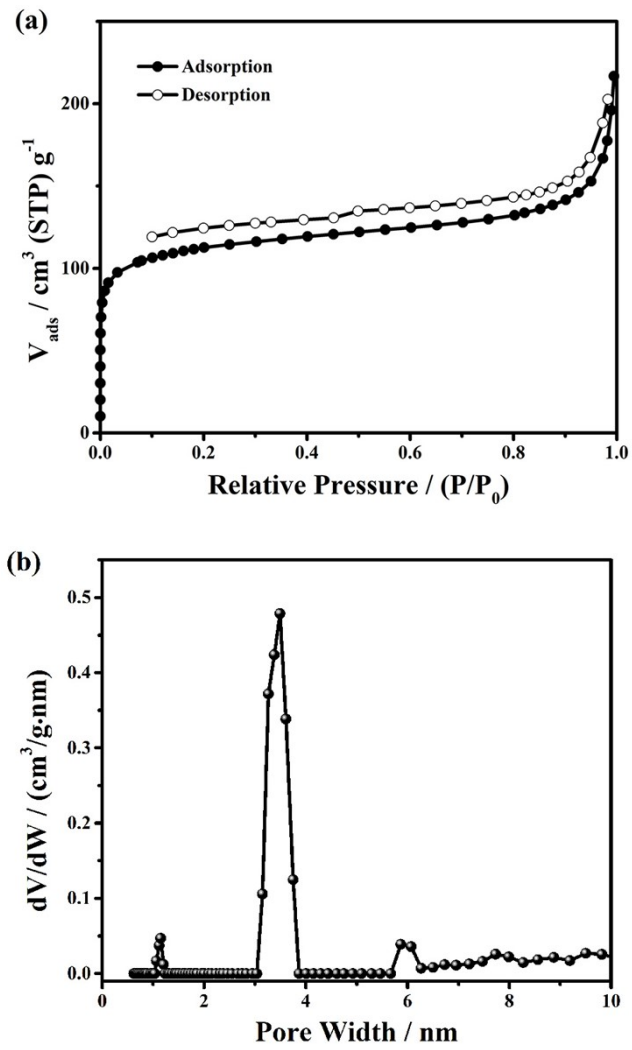 (a)
Adsorption
Desorption
200
100
0
V_ads / cm³ (STP) g⁻¹
0.0 0.2 0.4 0.6 0.8 1.0
Relative Pressure / (P/P₀)
(b)
0.5
0.4
0.3
0.2
0.1
0.0
dV/dW / (cm³/g·nm)
0 2 4 6 8 10
Pore Width / nm